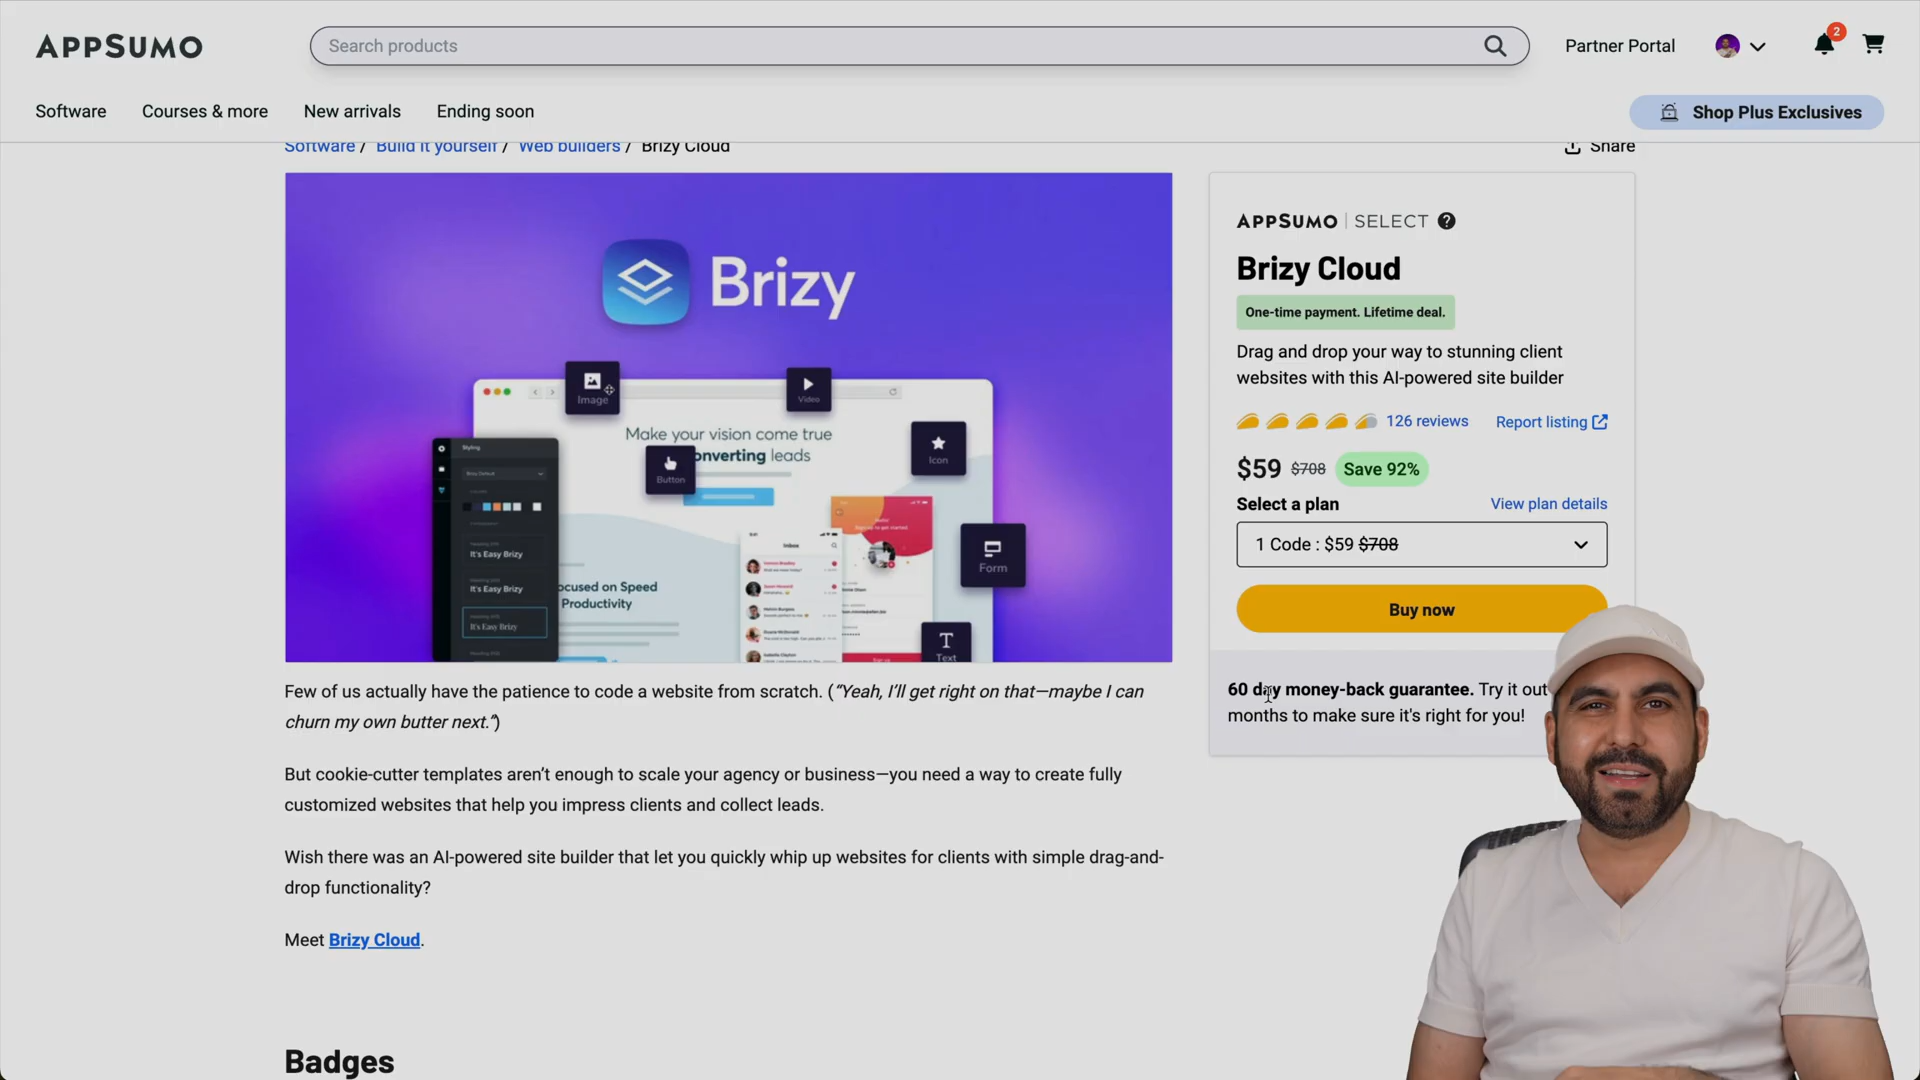 APPSUMO
Search products
Partner Portal
2
Software
Courses & more
New arrivals
Ending soon
Shop Plus Exclusives
Software / Build it yourself / Web builders / Brizy Cloud
Share
Brizy
Image
Video
Make your vision come true
onverting leads
Button
Icon
Styling
It's Easy Brizy
It's Easy Brizy
It's Easy Brizy
ocused on Speed
Productivity
Inbox
Form
Text
APPSUMO | SELECT
Brizy Cloud
One-time payment. Lifetime deal.
Drag and drop your way to stunning client
websites with this AI-powered site builder
126 reviews
Report listing
$59 $708 Save 92%
Select a plan
View plan details
1 Code : $59 $708
Buy now
60 day money-back guarantee. Try it out
months to make sure it's right for you!
Few of us actually have the patience to code a website from scratch. (“Yeah, I’ll get right on that—maybe I can
churn my own butter next.”)
But cookie-cutter templates aren’t enough to scale your agency or business—you need a way to create fully
customized websites that help you impress clients and collect leads.
Wish there was an AI-powered site builder that let you quickly whip up websites for clients with simple drag-and-
drop functionality?
Meet Brizy Cloud.
Badges